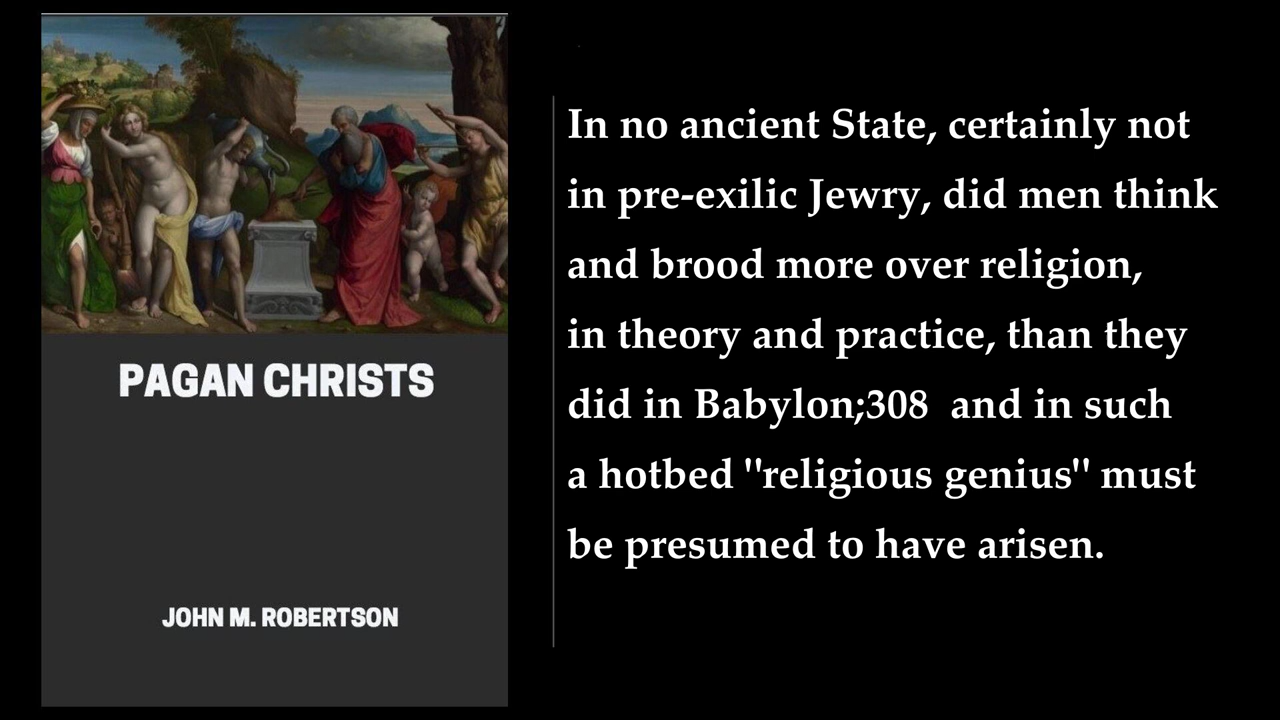 PAGAN CHRISTS
JOHN M. ROBERTSON
In no ancient State, certainly not
in pre-exilic Jewry, did men think
and brood more over religion,
in theory and practice, than they
did in Babylon;308  and in such
a hotbed "religious genius" must
be presumed to have arisen.